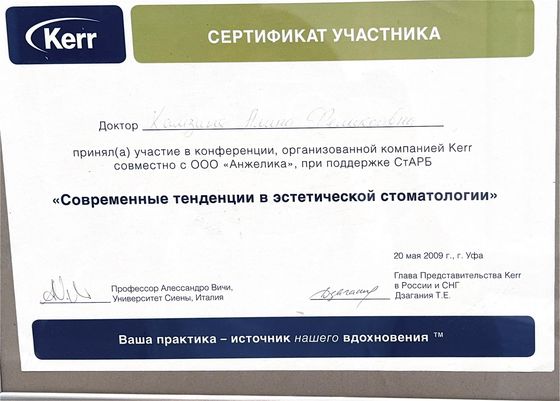 Kerr
СЕРТИФИКАТ УЧАСТНИКА
Доктор
принял(а) участие в конференции, организованной компанией Kerr
совместно с ООО «Анжелика», при поддержке СтАРБ
«Современные тенденции в эстетической стоматологии»
20 мая 2009 г., г. Уфа
Профессор Алессандро Вичи,
Университет Сиены, Италия
Глава Представительства Kerr
в России и СНГ
Дзагания Т.Е.
Ваша практика – источник нашего вдохновения ™